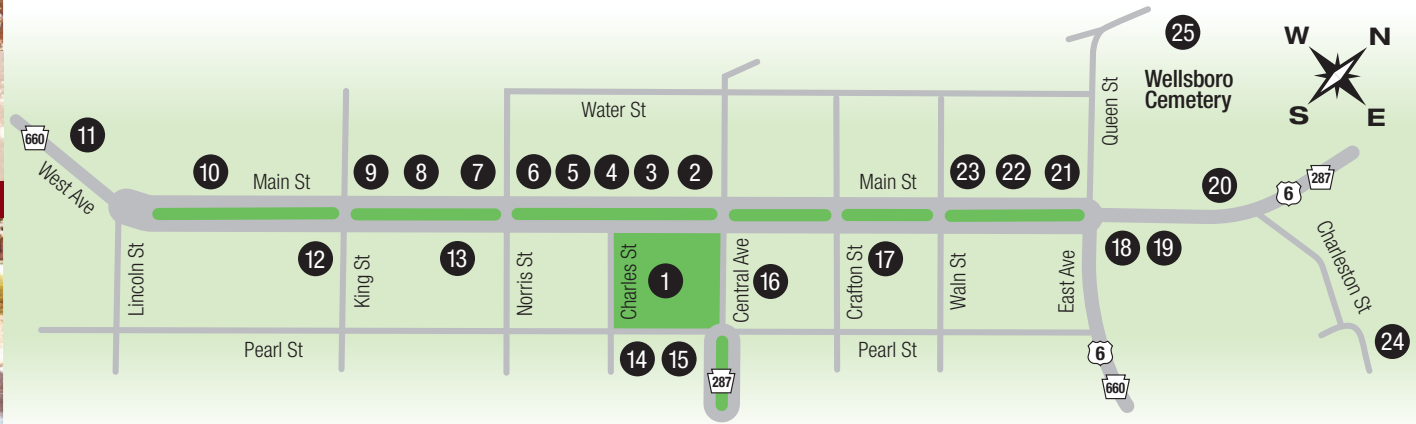 25
W N
S E
Wellsboro
Cemetery
Queen St
Water St
660
11
West Ave
10
Main St
9
8
7
6
5
4
3
2
Main St
23
22
21
20
6
287
Lincoln St
12
King St
13
Norris St
Charles St
1
Central Ave
16
Crafton St
17
Waln St
East Ave
18
19
Charleston St
24
Pearl St
14
15
287
Pearl St
6
660